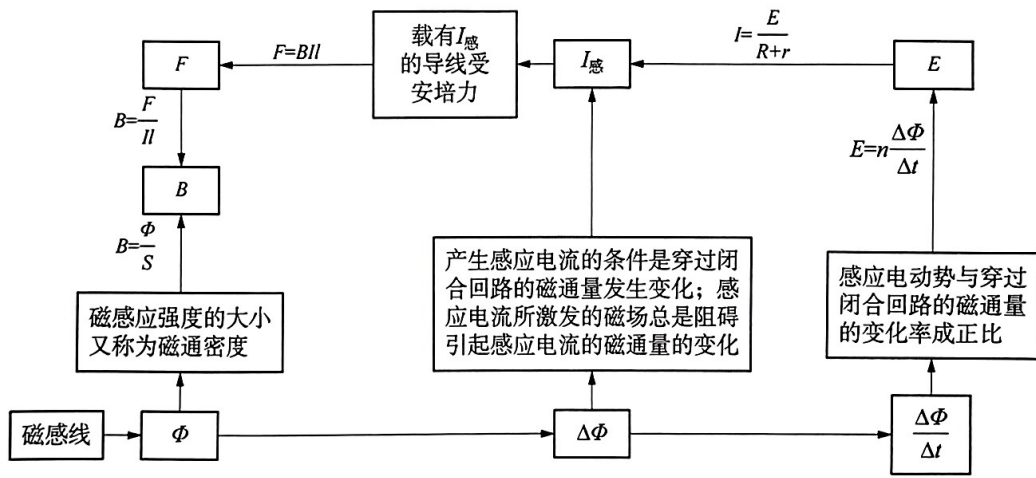 F
F=BIl
载有I感
的导线受
安培力
I感
I=E/(R+r)
E
B=F/Il
B
E=nΔΦ/Δt
B=Φ/S
磁感应强度的大小
又称为磁通密度
产生感应电流的条件是穿过闭
合回路的磁通量发生变化；感
应电流所激发的磁场总是阻碍
引起感应电流的磁通量的变化
感应电动势与穿过
闭合回路的磁通量
的变化率成正比
磁感线
Φ
ΔΦ
ΔΦ/Δt